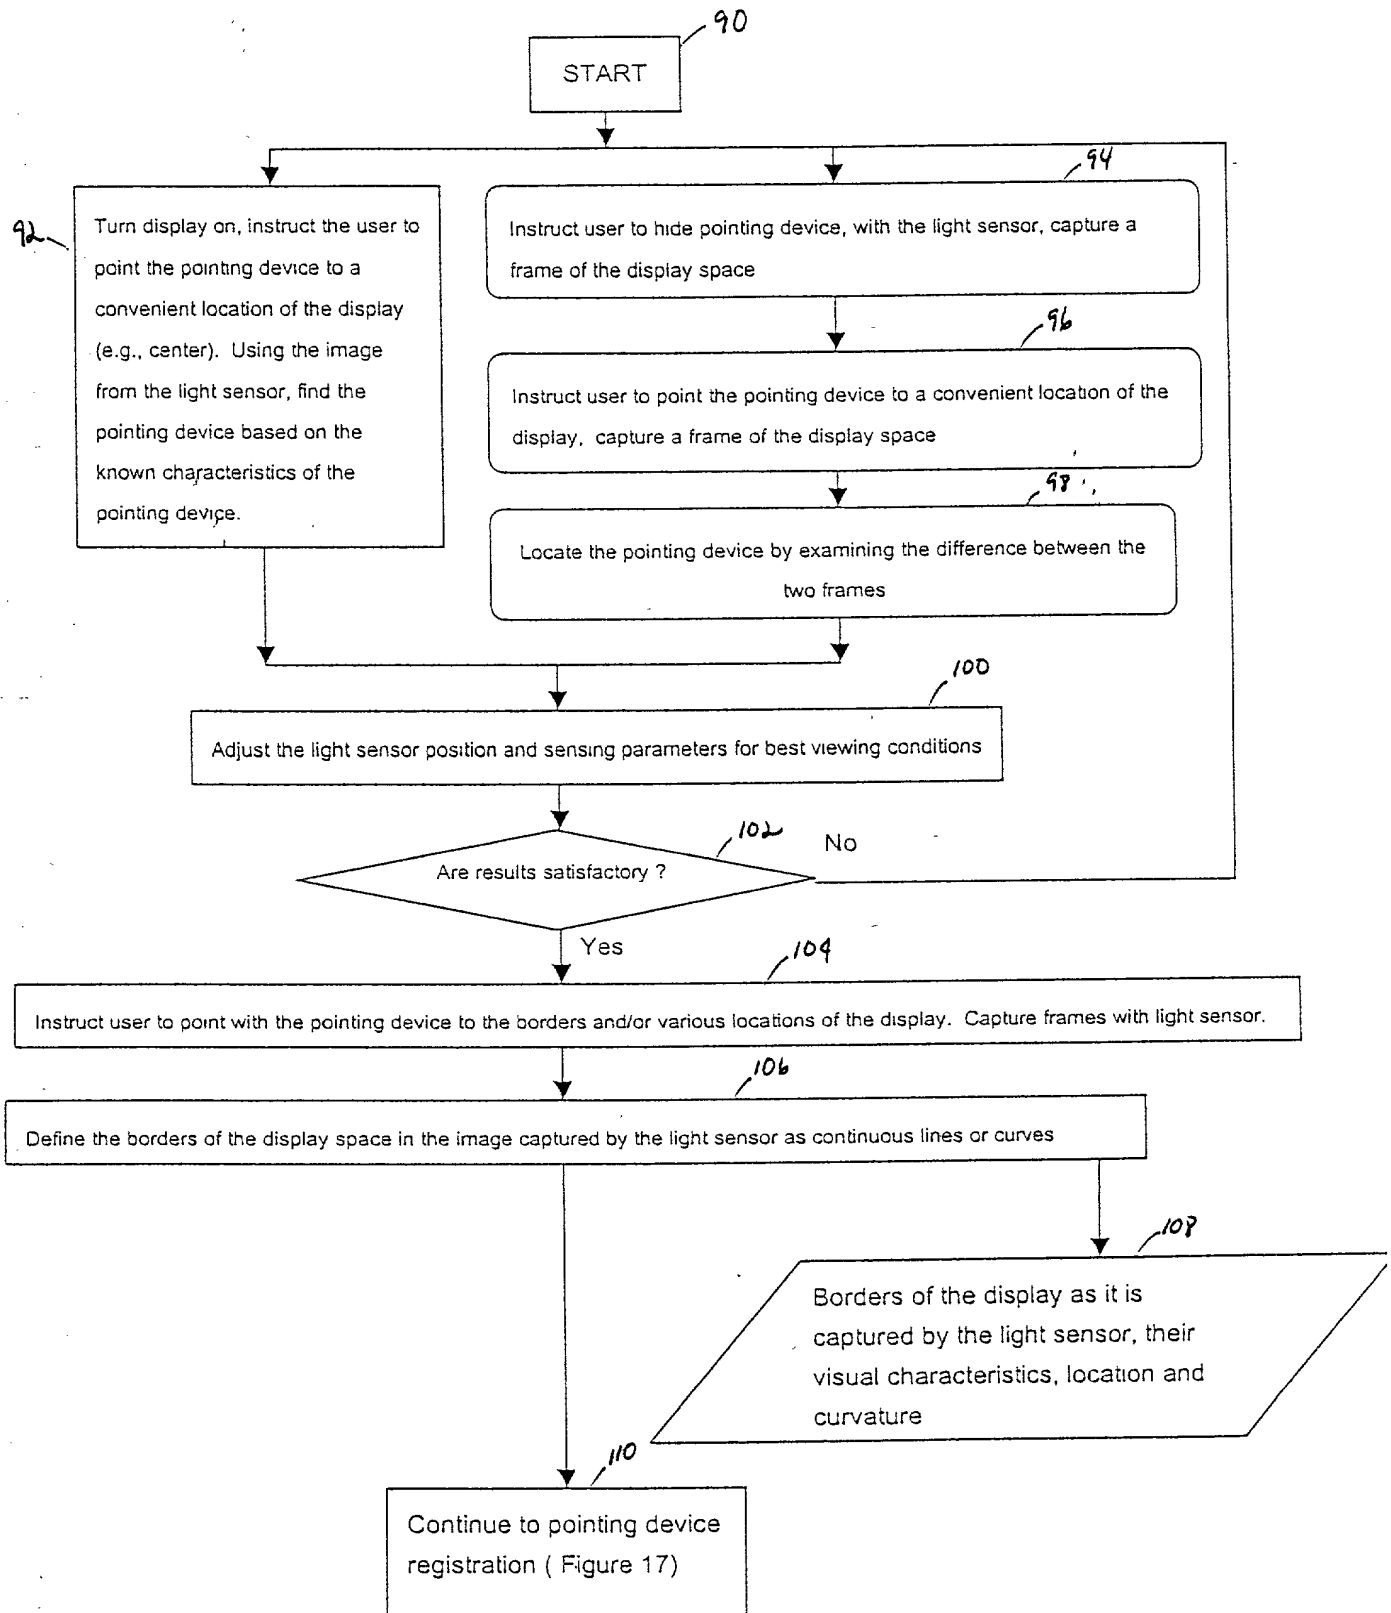 90
START
92
Turn display on, instruct the user to
point the pointing device to a
convenient location of the display
(e.g., center). Using the image
from the light sensor, find the
pointing device based on the
known characteristics of the
pointing device.
94
Instruct user to hide pointing device, with the light sensor, capture a
frame of the display space
96
Instruct user to point the pointing device to a convenient location of the
display, capture a frame of the display space
98
Locate the pointing device by examining the difference between the
two frames
100
Adjust the light sensor position and sensing parameters for best viewing conditions
102
Are results satisfactory ?
No
Yes
104
Instruct user to point with the pointing device to the borders and/or various locations of the display. Capture frames with light sensor.
106
Define the borders of the display space in the image captured by the light sensor as continuous lines or curves
108
Borders of the display as it is
captured by the light sensor, their
visual characteristics, location and
curvature
110
Continue to pointing device
registration ( Figure 17)